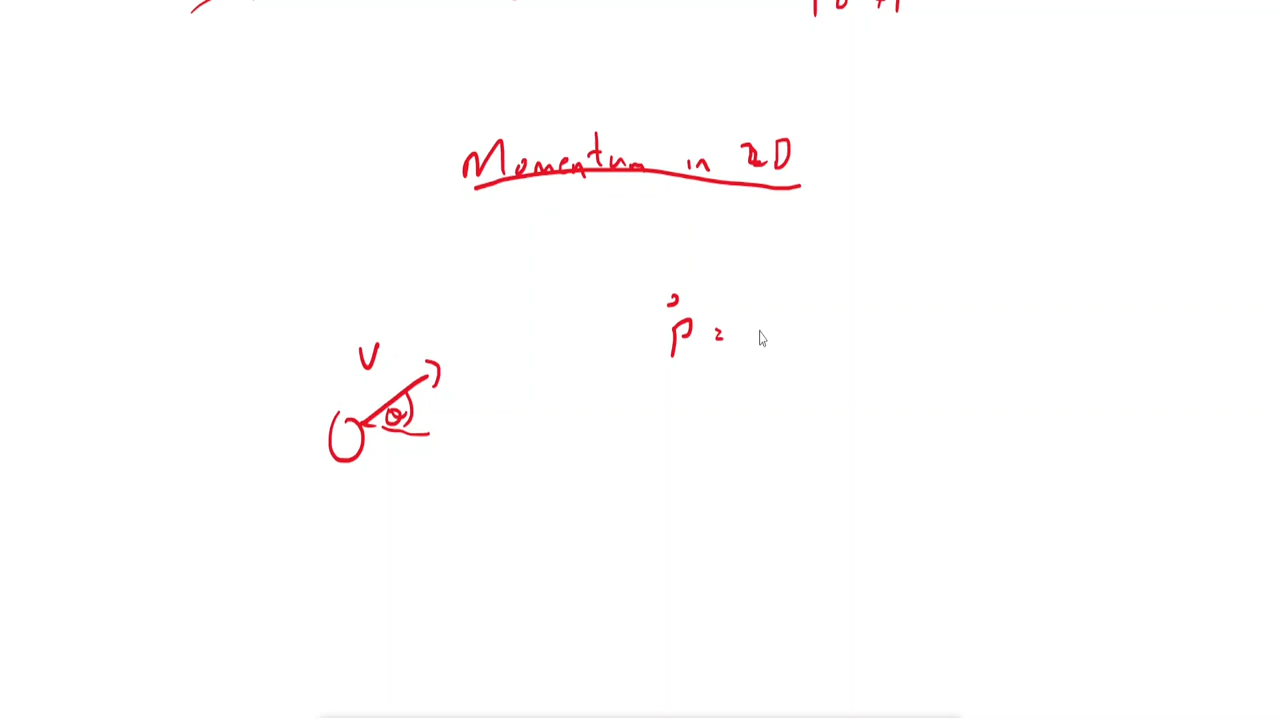 Momentum in 2D
P =
V
θ